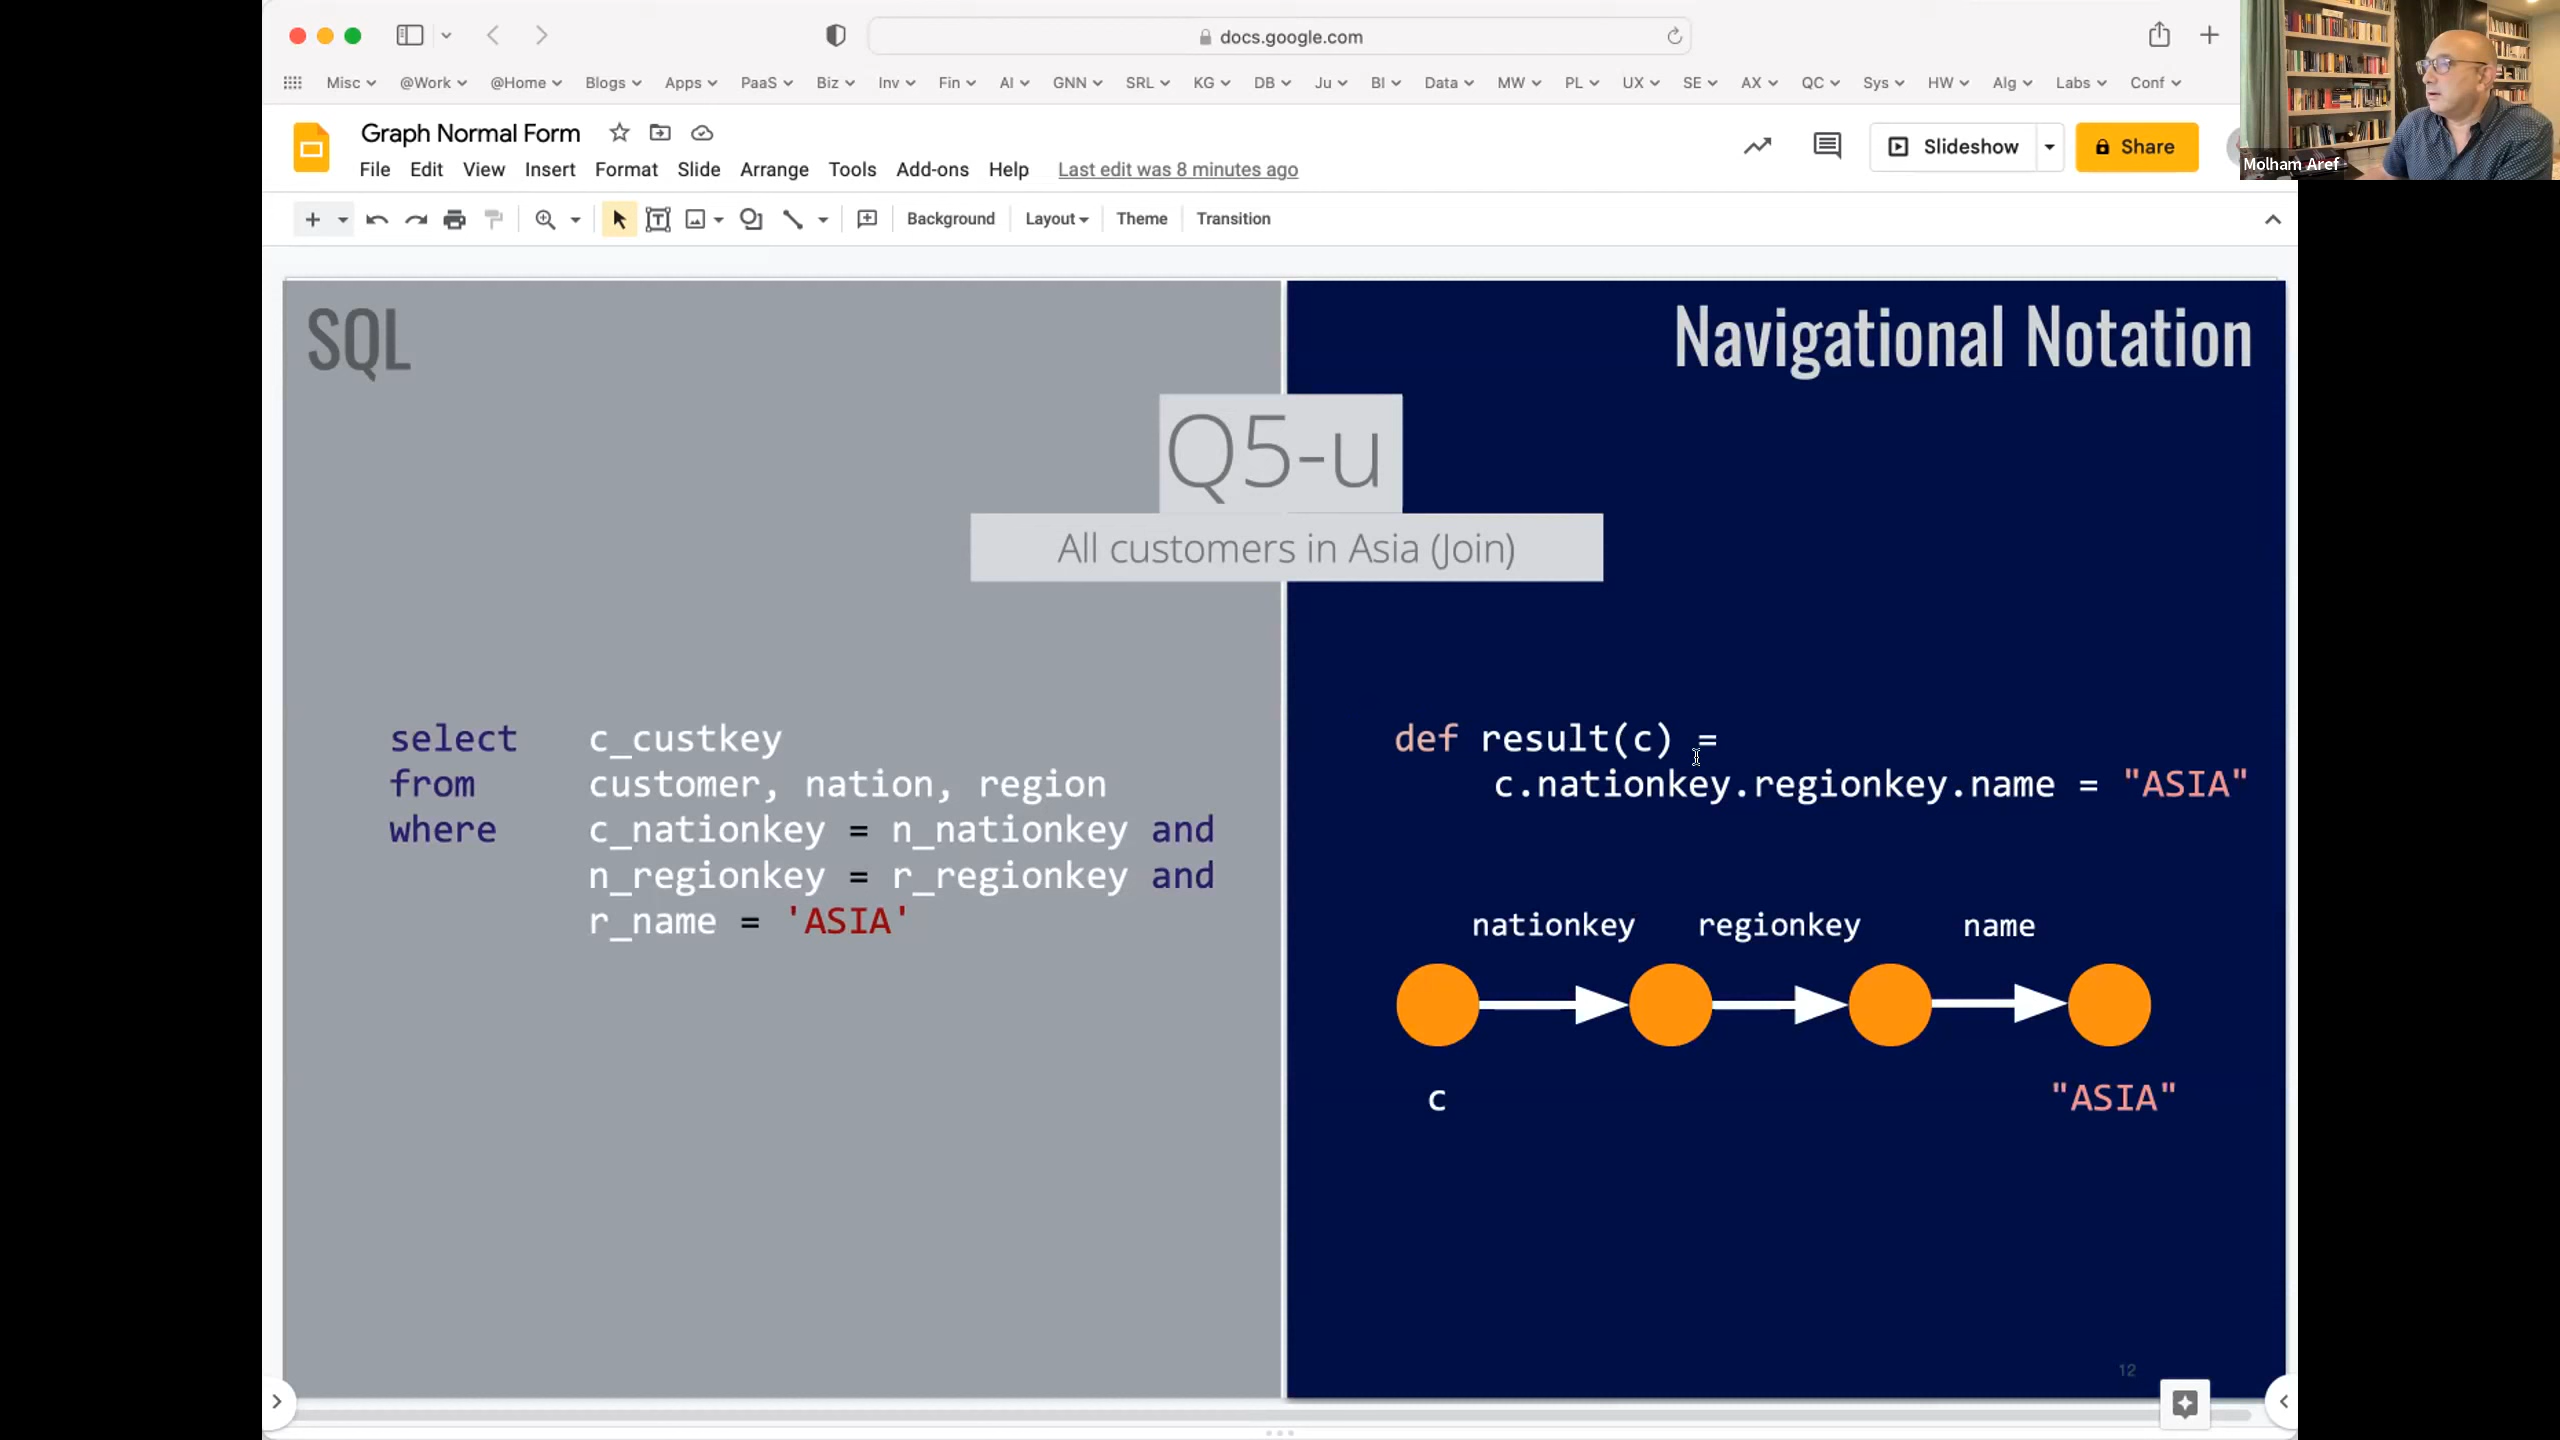 docs.google.com
Misc @Work @Home Blogs Apps PaaS Biz Inv Fin AI GNN SRL KG DB Ju BI Data MW PL UX SE AX QC Sys HW Alg Labs Conf
Molham Aref
Graph Normal Form
File Edit View Insert Format Slide Arrange Tools Add-ons Help Last edit was 8 minutes ago
Slideshow
Share
Background Layout Theme Transition
SQL
Navigational Notation
Q5-u
All customers in Asia (Join)
select c_custkey
from customer, nation, region
where c_nationkey = n_nationkey and
n_regionkey = r_regionkey and
r_name = 'ASIA'
def result(c) =
c.nationkey.regionkey.name = "ASIA"
nationkey regionkey name
c "ASIA"
12